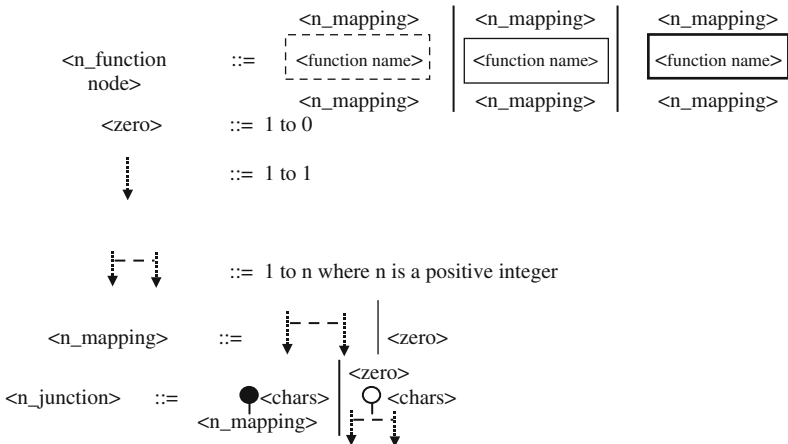 <n_mapping> <n_mapping> <n_mapping>
<n_function node> ::= <function name> <function name> <function name>
<n_mapping> <n_mapping> <n_mapping>
<zero> ::= 1 to 0
::= 1 to 1
::= 1 to n where n is a positive integer
<n_mapping> ::= <zero>
<zero>
<n_junction> ::= <chars> <chars>
<n_mapping>